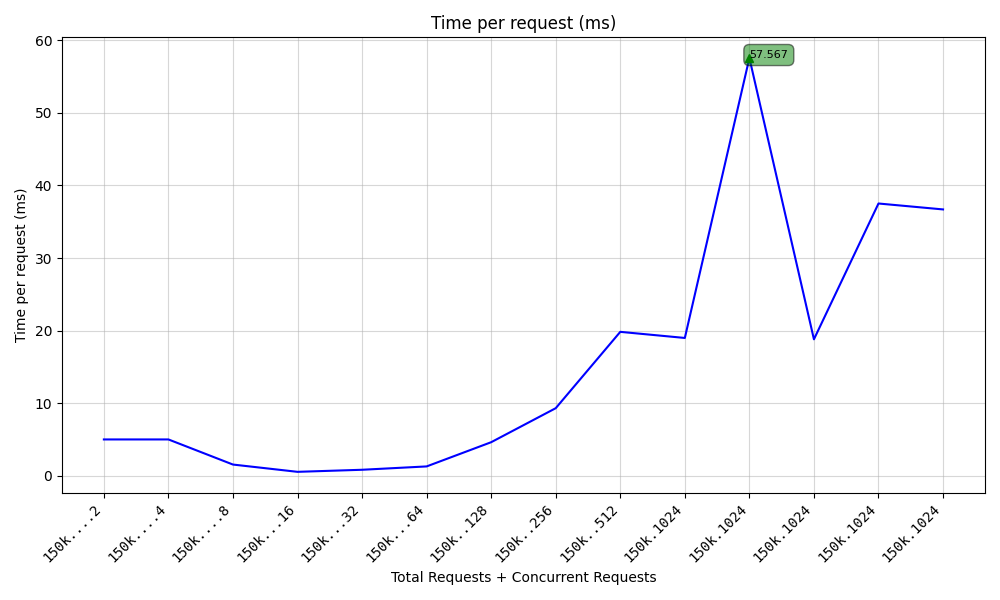 Time per request (ms)
60
57.567
50
40
30
20
10
0
Time per request (ms)
150k....2
150k....4
150k....8
150k...16
150k...32
150k...64
150k..128
150k..256
150k..512
150k.1024
150k.1024
150k.1024
150k.1024
150k.1024
Total Requests + Concurrent Requests